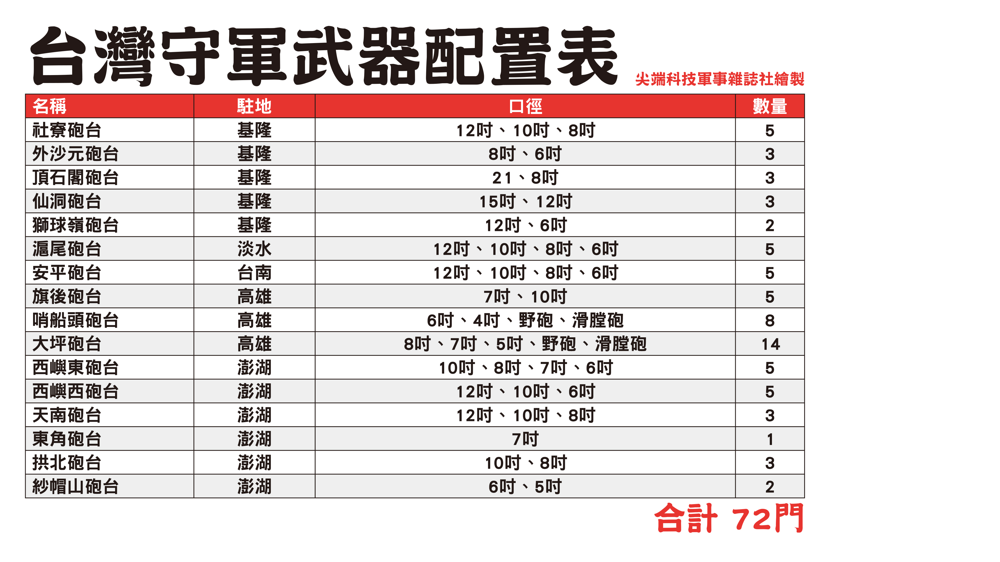 台灣守軍武器配置表
尖端科技軍事雜誌社繪製
名稱 駐地 口徑 數量
社寮砲台 基隆 12吋、10吋、8吋 5
外沙元砲台 基隆 8吋、6吋 3
頂石閣砲台 基隆 21、8吋 3
仙洞砲台 基隆 15吋、12吋 3
獅球嶺砲台 基隆 12吋、6吋 2
滬尾砲台 淡水 12吋、10吋、8吋、6吋 5
安平砲台 台南 12吋、10吋、8吋、6吋 5
旗後砲台 高雄 7吋、10吋 5
哨船頭砲台 高雄 6吋、4吋、野砲、滑膛砲 8
大坪砲台 高雄 8吋、7吋、5吋、野砲、滑膛砲 14
西嶼東砲台 澎湖 10吋、8吋、7吋、6吋 5
西嶼西砲台 澎湖 12吋、10吋、6吋 5
天南砲台 澎湖 12吋、10吋、8吋 3
東角砲台 澎湖 7吋 1
拱北砲台 澎湖 10吋、8吋 3
紗帽山砲台 澎湖 6吋、5吋 2
合計 72門